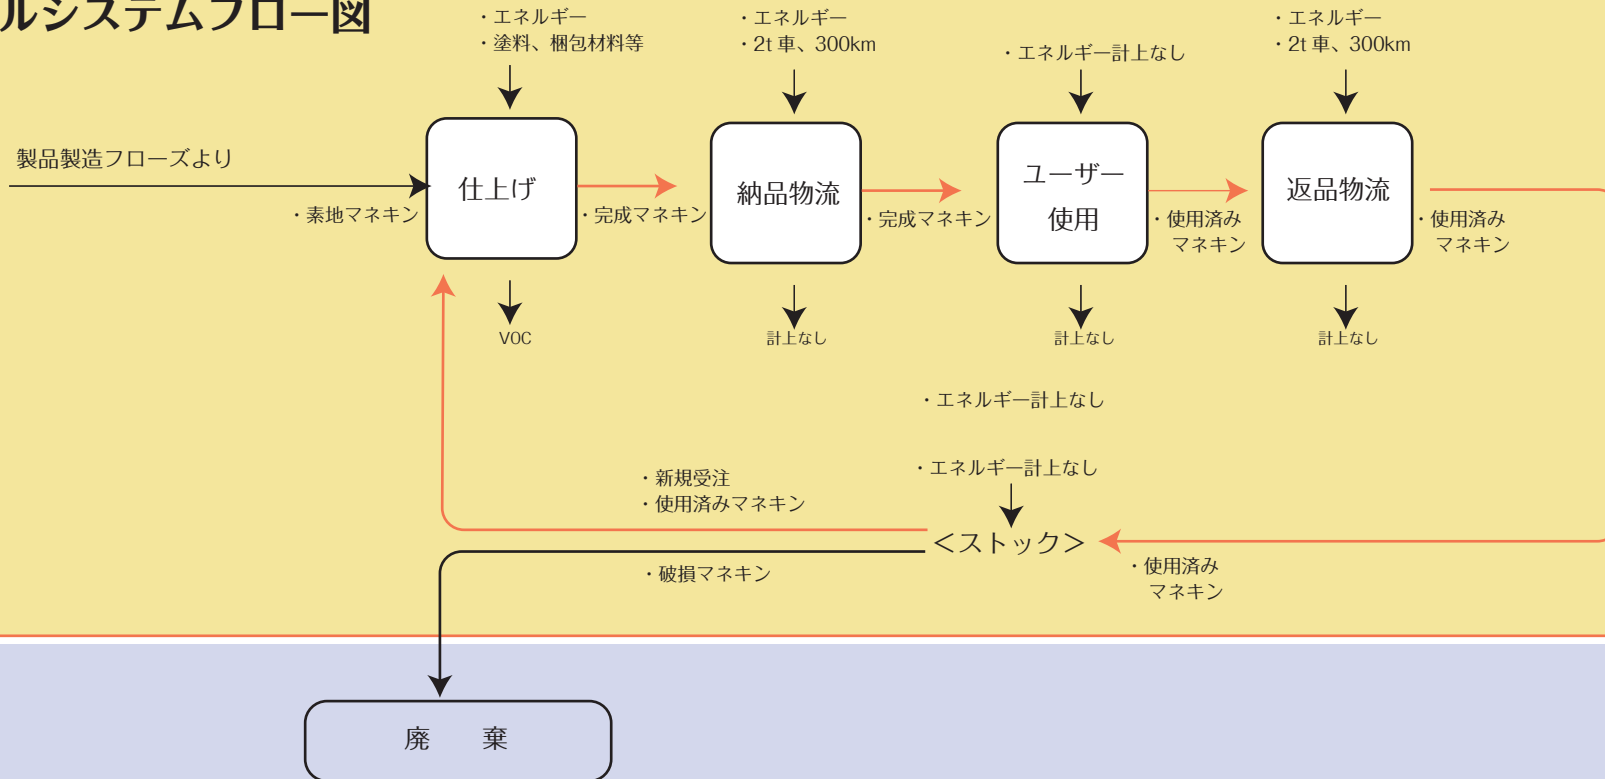 ルシステムフロー図
・エネルギー
・塗料、梱包材料等
・エネルギー
・2t 車、300km
・エネルギー計上なし
・エネルギー
・2t 車、300km
製品製造フローズより
・素地マネキン
仕上げ
・完成マネキン
納品物流
・完成マネキン
ユーザー
使用
・使用済み
マネキン
返品物流
・使用済み
マネキン
VOC
計上なし
計上なし
計上なし
・エネルギー計上なし
・エネルギー計上なし
・新規受注
・使用済みマネキン
＜ストック＞
・使用済み
マネキン
・破損マネキン
廃　棄